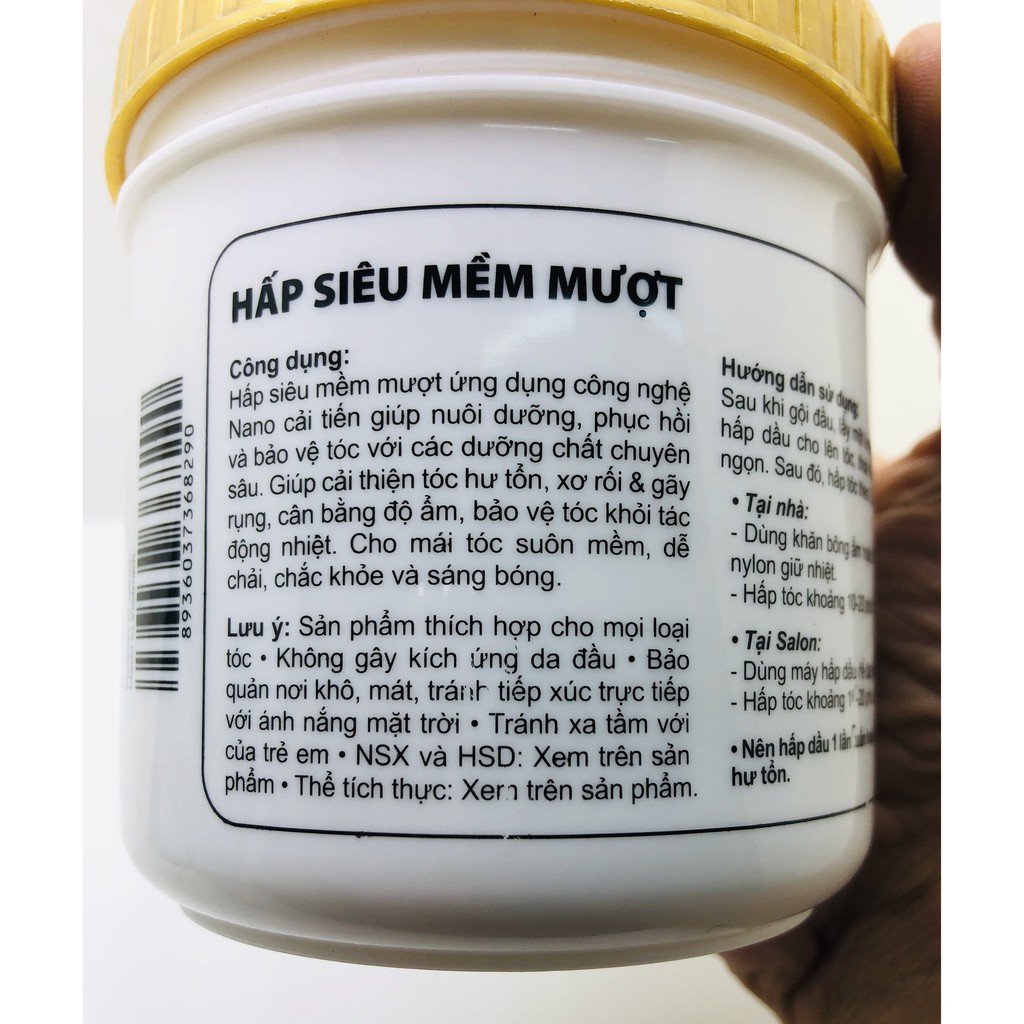 HẤP SIÊU MỀM MƯỢT
Công dụng:
Hấp siêu mềm mượt ứng dụng công nghệ
Nano cải tiến giúp nuôi dưỡng, phục hồi
và bảo vệ tóc với các dưỡng chất chuyên
sâu. Giúp cải thiện tóc hư tổn, xơ rối & gãy
rụng, cân bằng độ ẩm, bảo vệ tóc khỏi tác
động nhiệt. Cho mái tóc suôn mềm, dễ
chải, chắc khỏe và sáng bóng.
Lưu ý: Sản phẩm thích hợp cho mọi loại
tóc • Không gây kích ứng da đầu • Bảo
quản nơi khô, mát, tránh tiếp xúc trực tiếp
với ánh nắng mặt trời • Tránh xa tầm với
của trẻ em • NSX và HSD: Xem trên sản
phẩm • Thể tích thực: Xem trên sản phẩm.
Hướng dẫn sử dụng:
Sau khi gội đầu, lấy một
hấp dầu cho lên tóc,
ngọn. Sau đó, hấp tóc
• Tại nhà:
- Dùng khăn bông ẩm
nylon giữ nhiệt.
- Hấp tóc khoảng 10-20
• Tại Salon:
- Dùng máy hấp dầu
- Hấp tóc khoảng
• Nên hấp dầu 1 lần
hư tổn.
8936037368290